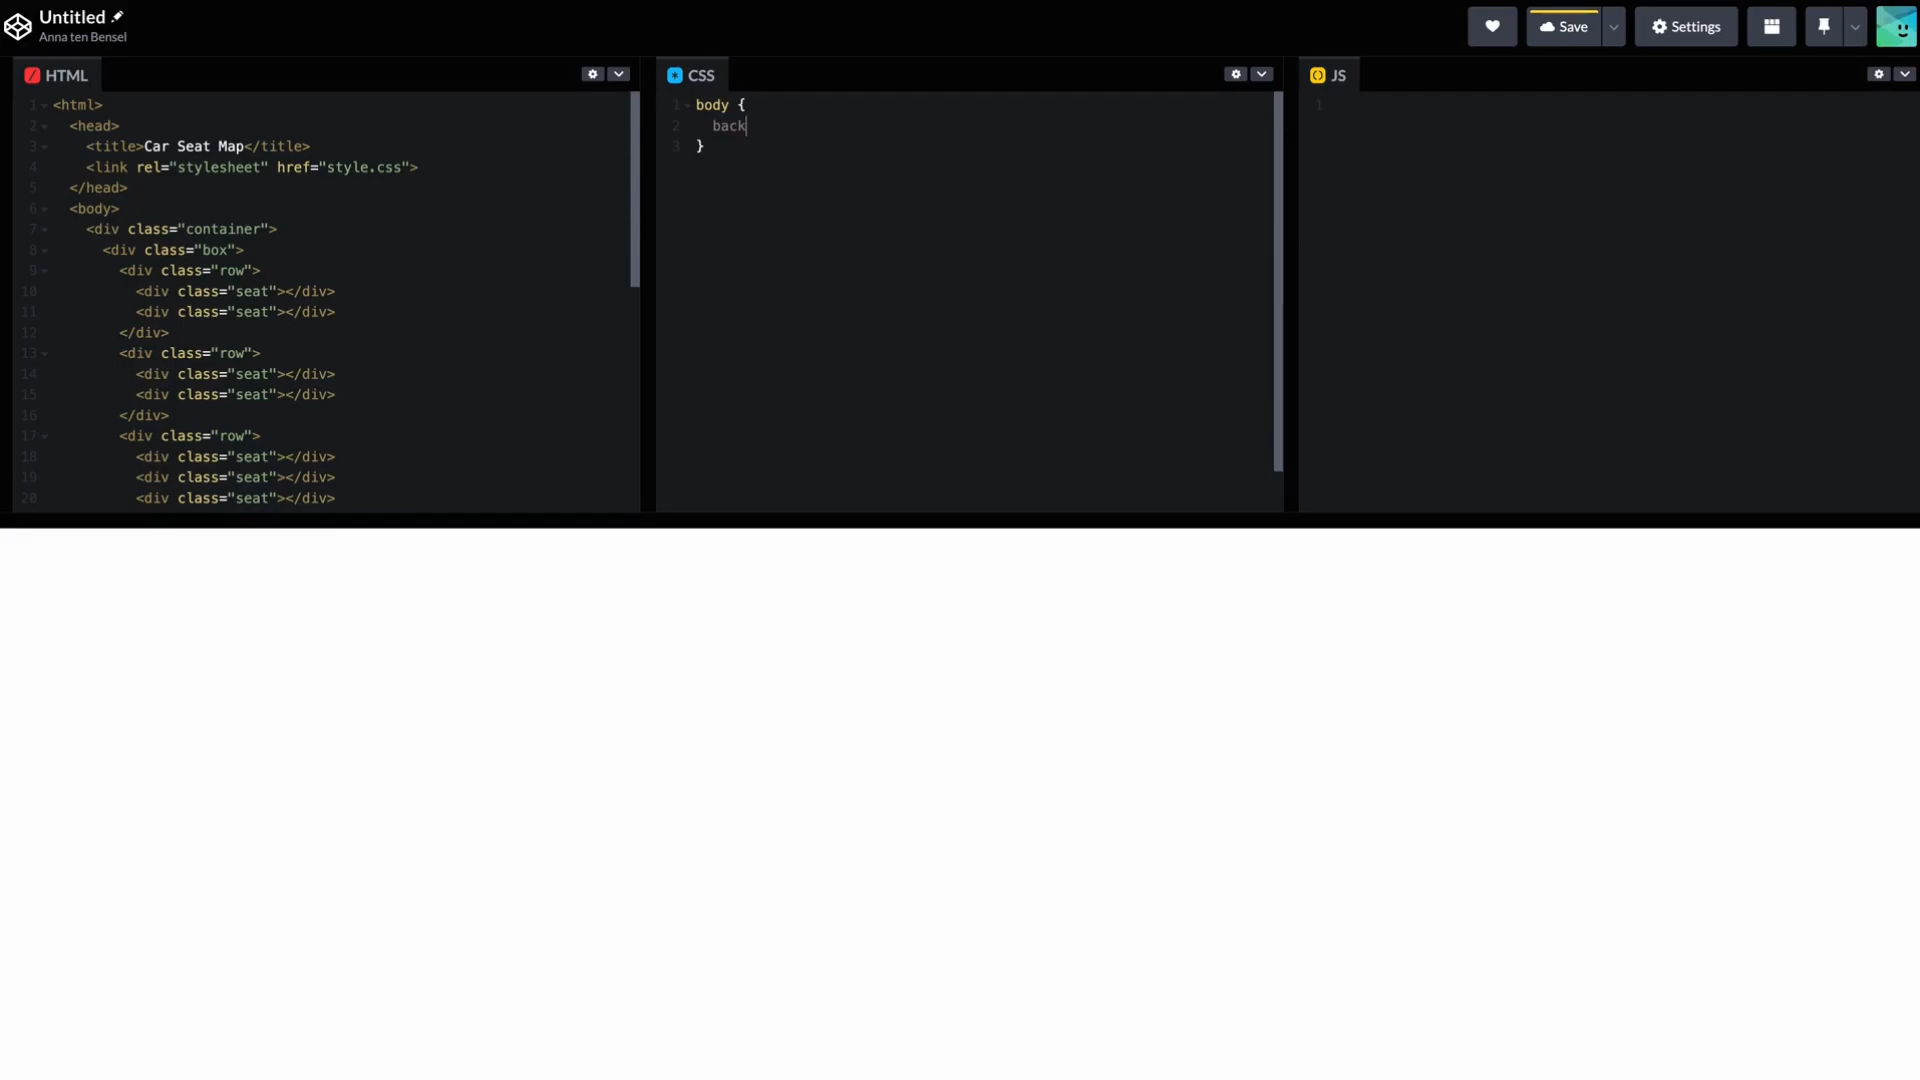 Untitled
Anna ten Bensel
Save
Settings
HTML
1 <html>
2 <head>
3 <title>Car Seat Map</title>
4 <link rel="stylesheet" href="style.css">
5 </head>
6 <body>
7 <div class="container">
8 <div class="box">
9 <div class="row">
10 <div class="seat"></div>
11 <div class="seat"></div>
12 </div>
13 <div class="row">
14 <div class="seat"></div>
15 <div class="seat"></div>
16 </div>
17 <div class="row">
18 <div class="seat"></div>
19 <div class="seat"></div>
20 <div class="seat"></div>
CSS
1 body {
2 back
3 }
JS
1